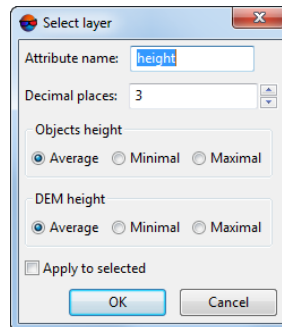 Select layer
Attribute name: height
Decimal places: 3
Objects height
Average Minimal Maximal
DEM height
Average Minimal Maximal
Apply to selected
OK Cancel